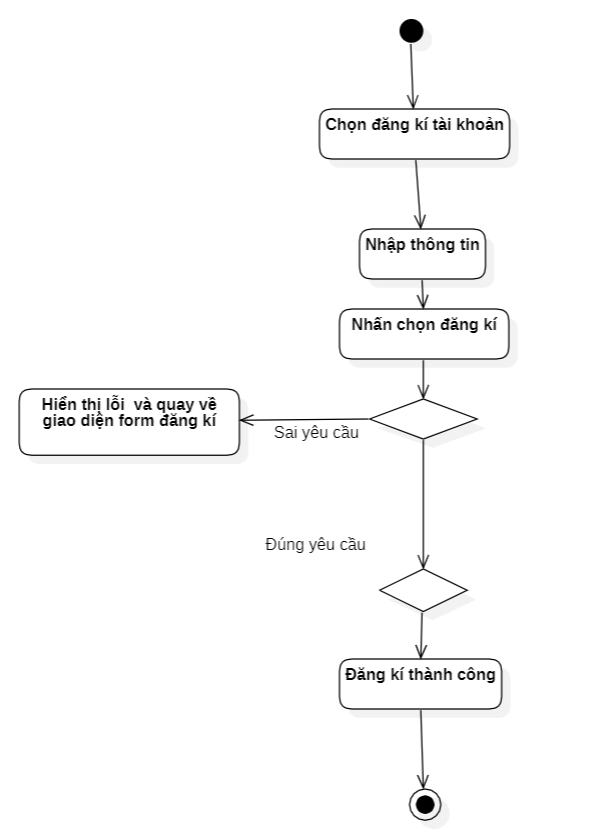 Chọn đăng kí tài khoản
Nhập thông tin
Nhấn chọn đăng kí
Hiển thị lỗi  và quay về
giao diện form đăng kí
Sai yêu cầu
Đúng yêu cầu
Đăng kí thành công